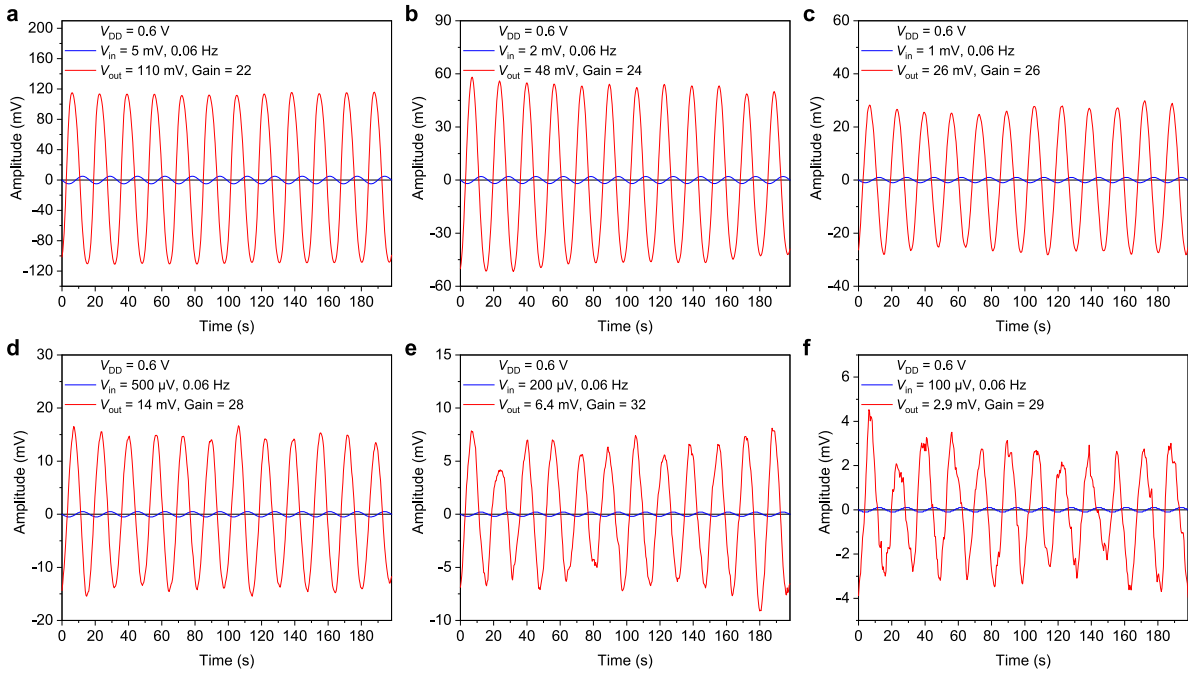 a
V_DD = 0.6 V
V_in = 5 mV, 0.06 Hz
V_out = 110 mV, Gain = 22
Amplitude (mV)
200
160
120
80
40
0
-40
-80
-120
0 20 40 60 80 100 120 140 160 180
Time (s)
b
V_DD = 0.6 V
V_in = 2 mV, 0.06 Hz
V_out = 48 mV, Gain = 24
Amplitude (mV)
90
60
30
0
-30
-60
0 20 40 60 80 100 120 140 160 180
Time (s)
c
V_DD = 0.6 V
V_in = 1 mV, 0.06 Hz
V_out = 26 mV, Gain = 26
Amplitude (mV)
60
40
20
0
-20
-40
0 20 40 60 80 100 120 140 160 180
Time (s)
d
V_DD = 0.6 V
V_in = 500 μV, 0.06 Hz
V_out = 14 mV, Gain = 28
Amplitude (mV)
30
20
10
0
-10
-20
0 20 40 60 80 100 120 140 160 180
Time (s)
e
V_DD = 0.6 V
V_in = 200 μV, 0.06 Hz
V_out = 6.4 mV, Gain = 32
Amplitude (mV)
15
10
5
0
-5
-10
0 20 40 60 80 100 120 140 160 180
Time (s)
f
V_DD = 0.6 V
V_in = 100 μV, 0.06 Hz
V_out = 2.9 mV, Gain = 29
Amplitude (mV)
6
4
2
0
-2
-4
0 20 40 60 80 100 120 140 160 180
Time (s)